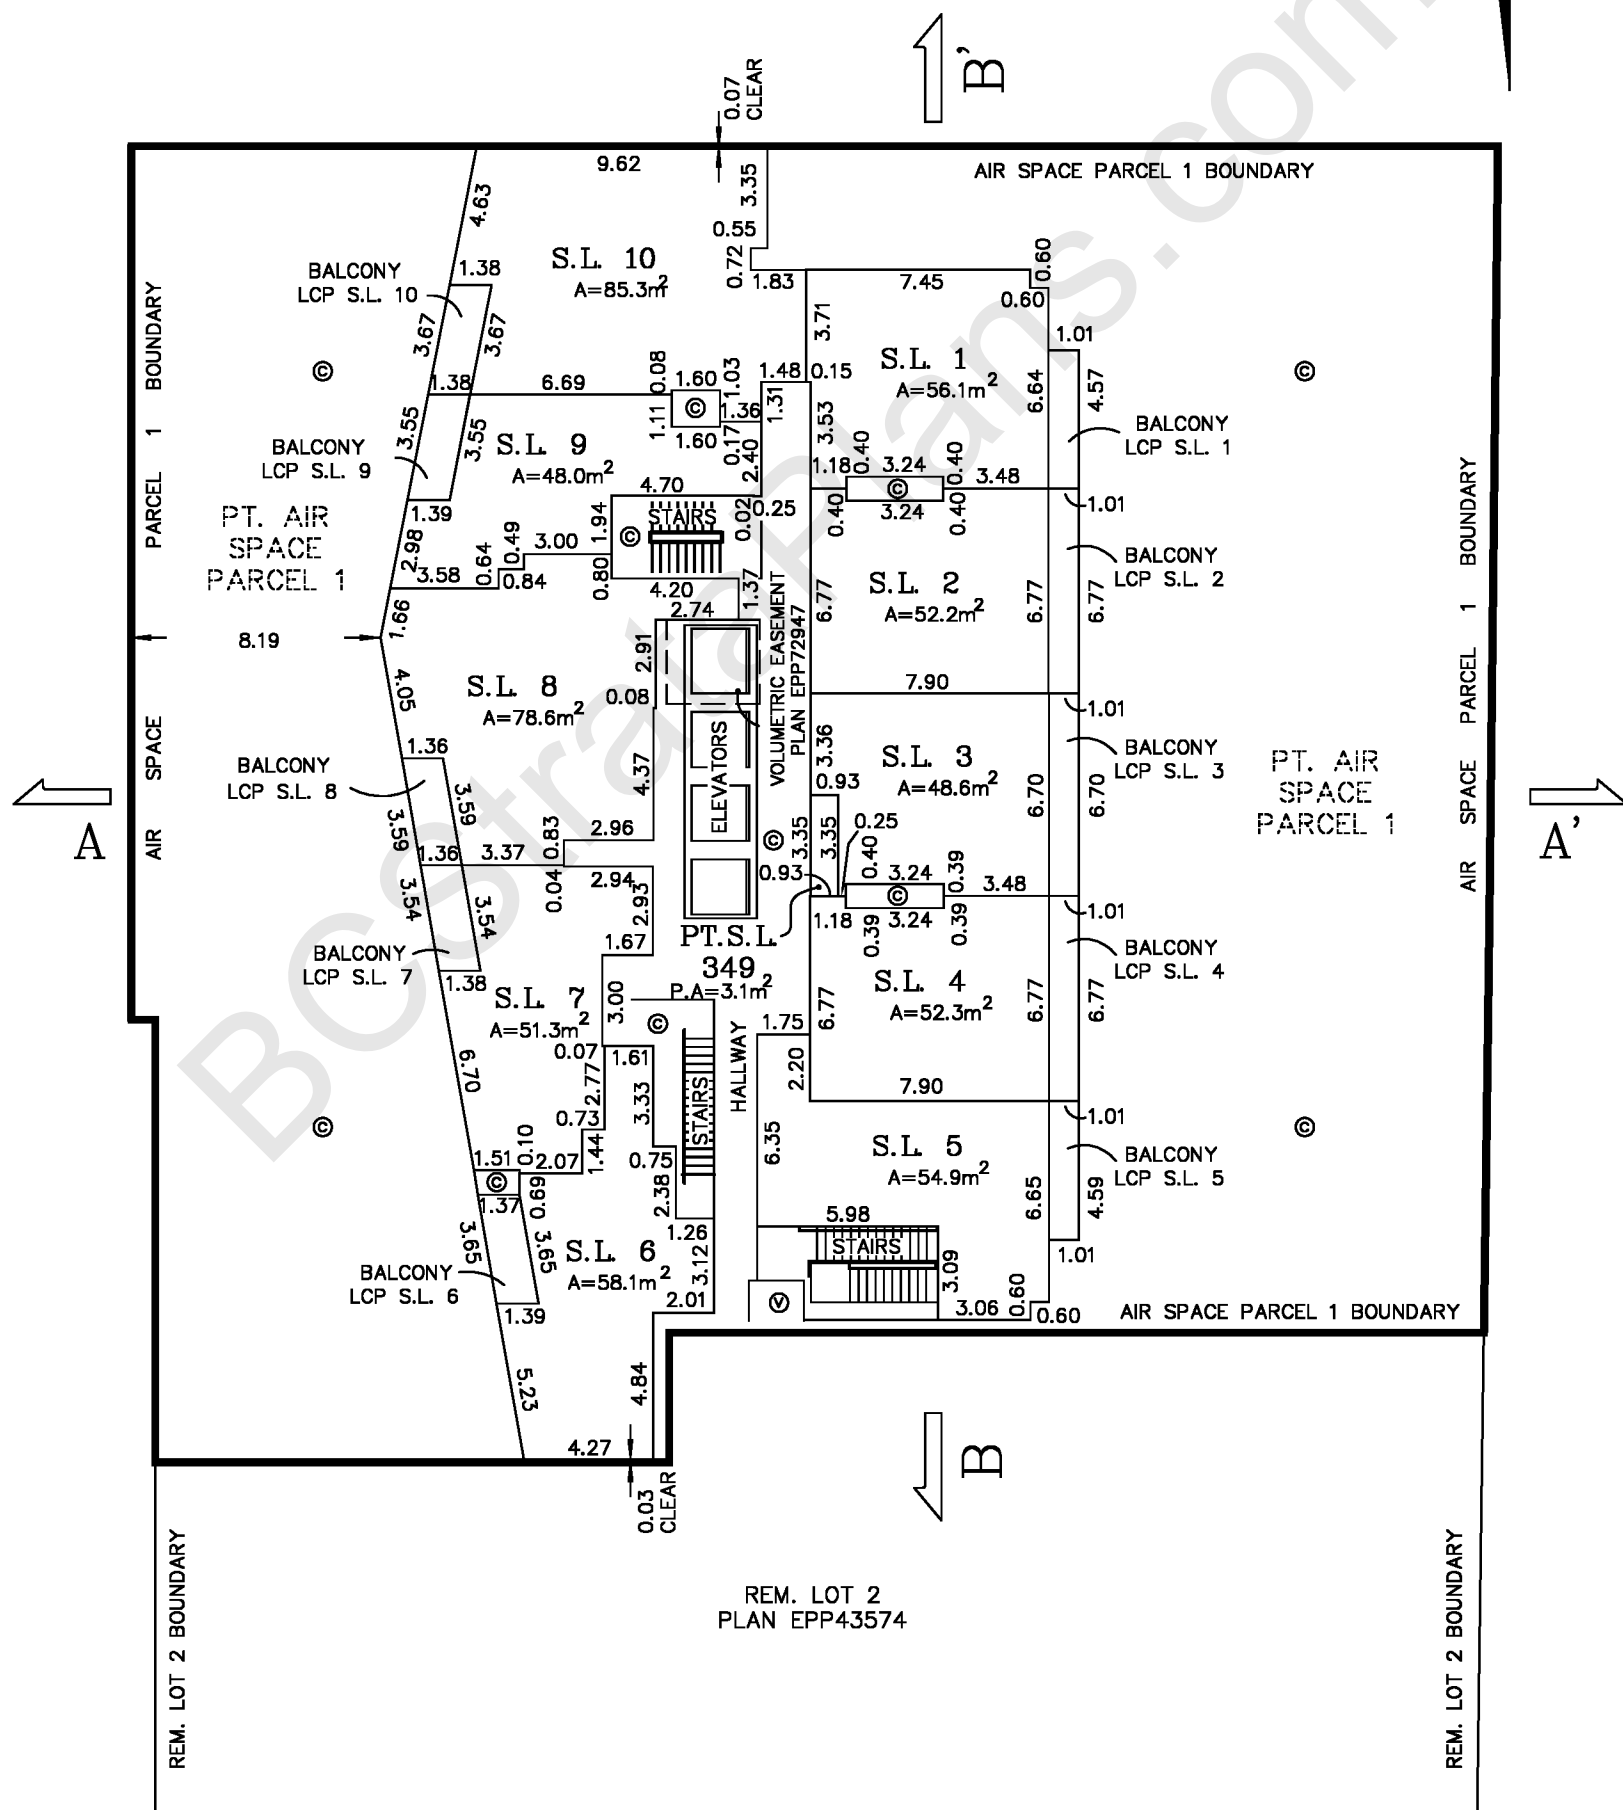 B'
0.07
CLEAR
9.62
AIR SPACE PARCEL 1 BOUNDARY
3.35
4.63
0.55
0.72
0.60
S.L. 10
A=85.3m²
BALCONY
LCP S.L. 10
1.38
1.83
7.45
0.60
3.67
3.67
3.71
1.01
AIR SPACE PARCEL 1 BOUNDARY
©
©
S.L. 1
A=56.1m²
1.38
6.69
0.08
1.60
1.03
1.48
0.15
6.64
4.57
1.11
©
1.36
1.31
3.53
BALCONY
LCP S.L. 1
3.55
3.55
1.60
0.17
2.40
BALCONY
LCP S.L. 9
S.L. 9
A=48.0m²
1.18
0.40
3.24
0.40
3.48
©
4.70
0.25
0.02
0.40
3.24
0.40
1.01
1.39
1.94
STAIRS
©
PT. AIR
SPACE
PARCEL 1
2.98
3.58
0.64
0.49
3.00
0.84
0.80
4.20
1.37
BALCONY
LCP S.L. 2
S.L. 2
A=52.2m²
6.77
6.77
6.77
1.66
2.74
8.19
2.91
VOLUMETRIC EASEMENT
PLAN EPP72947
4.05
S.L. 8
A=78.6m²
0.08
7.90
1.01
1.36
BALCONY
LCP S.L. 8
4.37
ELEVATORS
3.36
S.L. 3
A=48.6m²
6.70
6.70
BALCONY
LCP S.L. 3
PT. AIR
SPACE
PARCEL 1
AIR SPACE PARCEL 1 BOUNDARY
A
A'
3.59
3.59
0.93
2.96
0.83
©
3.35
3.35
0.25
0.40
1.36
3.37
0.04
2.94
0.93
3.24
0.39
3.48
©
3.54
3.54
2.93
1.18
0.39
3.24
0.39
1.01
1.67
PT.S.L.
349
P.A=3.1m²
BALCONY
LCP S.L. 7
1.38
BALCONY
LCP S.L. 4
S.L. 7
A=51.3m²
3.00
©
S.L. 4
A=52.3m²
6.77
6.77
6.77
1.75
0.07
1.61
HALLWAY
2.20
6.70
2.77
3.33
STAIRS
7.90
1.01
0.73
©
©
1.51
0.10
2.07
1.44
0.75
6.35
S.L. 5
A=54.9m²
BALCONY
LCP S.L. 5
©
1.37
0.69
2.38
6.65
4.59
3.65
3.65
1.26
5.98
STAIRS
S.L. 6
A=58.1m²
3.12
3.09
1.01
BALCONY
LCP S.L. 6
1.39
2.01
Ⓥ
3.06
0.60
0.60
AIR SPACE PARCEL 1 BOUNDARY
5.23
4.84
4.27
0.03
CLEAR
B
REM. LOT 2 BOUNDARY
REM. LOT 2
PLAN EPP43574
REM. LOT 2 BOUNDARY
BCStrataPlans.com